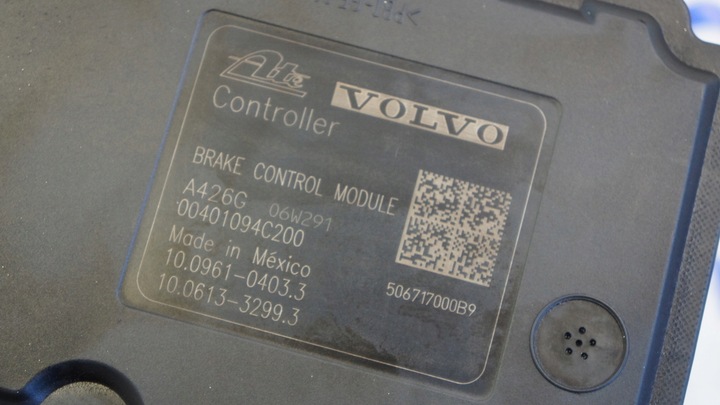 Ate
VOLVO
Controller
BRAKE CONTROL MODULE
A426G 06W291
00401094C200
Made in México
10.0961-0403.3
10.0613-3299.3
506717000B9